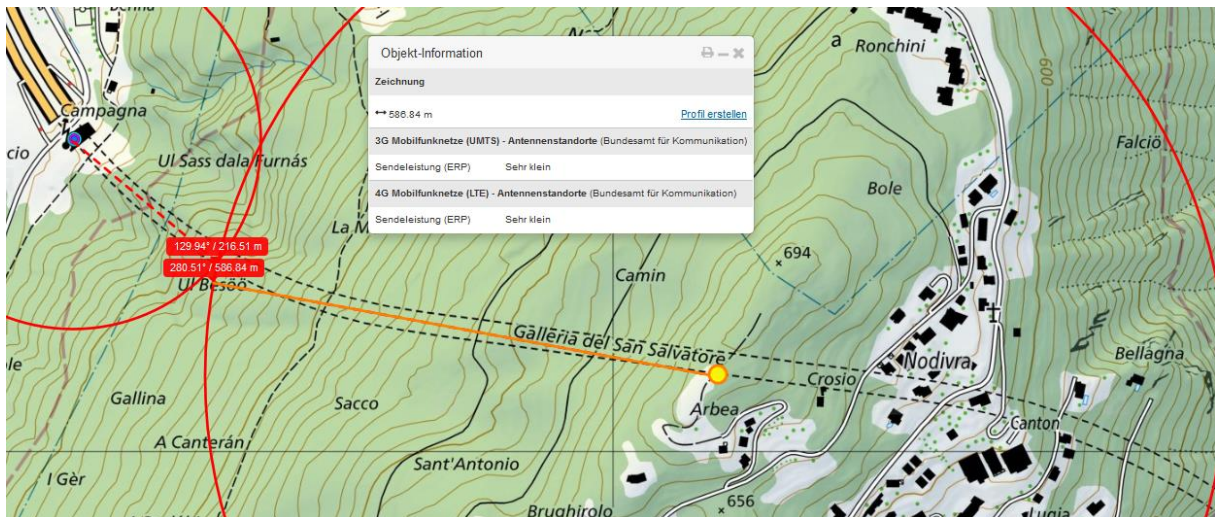 Campagna
cio
Ul Sass dala Furnás
La M
129.94° / 216.51 m
280.51° / 586.84 m
Ul Besöö
Gallina
Sacco
A Canterán
I Gèr
Sant'Antonio
Brughirolo
Objekt-Information
Zeichnung
586.84 m Profil erstellen
3G Mobilfunknetze (UMTS) - Antennenstandorte (Bundesamt für Kommunikation)
Sendeleistung (ERP) Sehr klein
4G Mobilfunknetze (LTE) - Antennenstandorte (Bundesamt für Kommunikation)
Sendeleistung (ERP) Sehr klein
a
Ronchini
600
Falciö
Bole
694
Camin
Galleria del San Salvatore
Crosio
Nodivra
Bellagna
Arbea
Canton
656